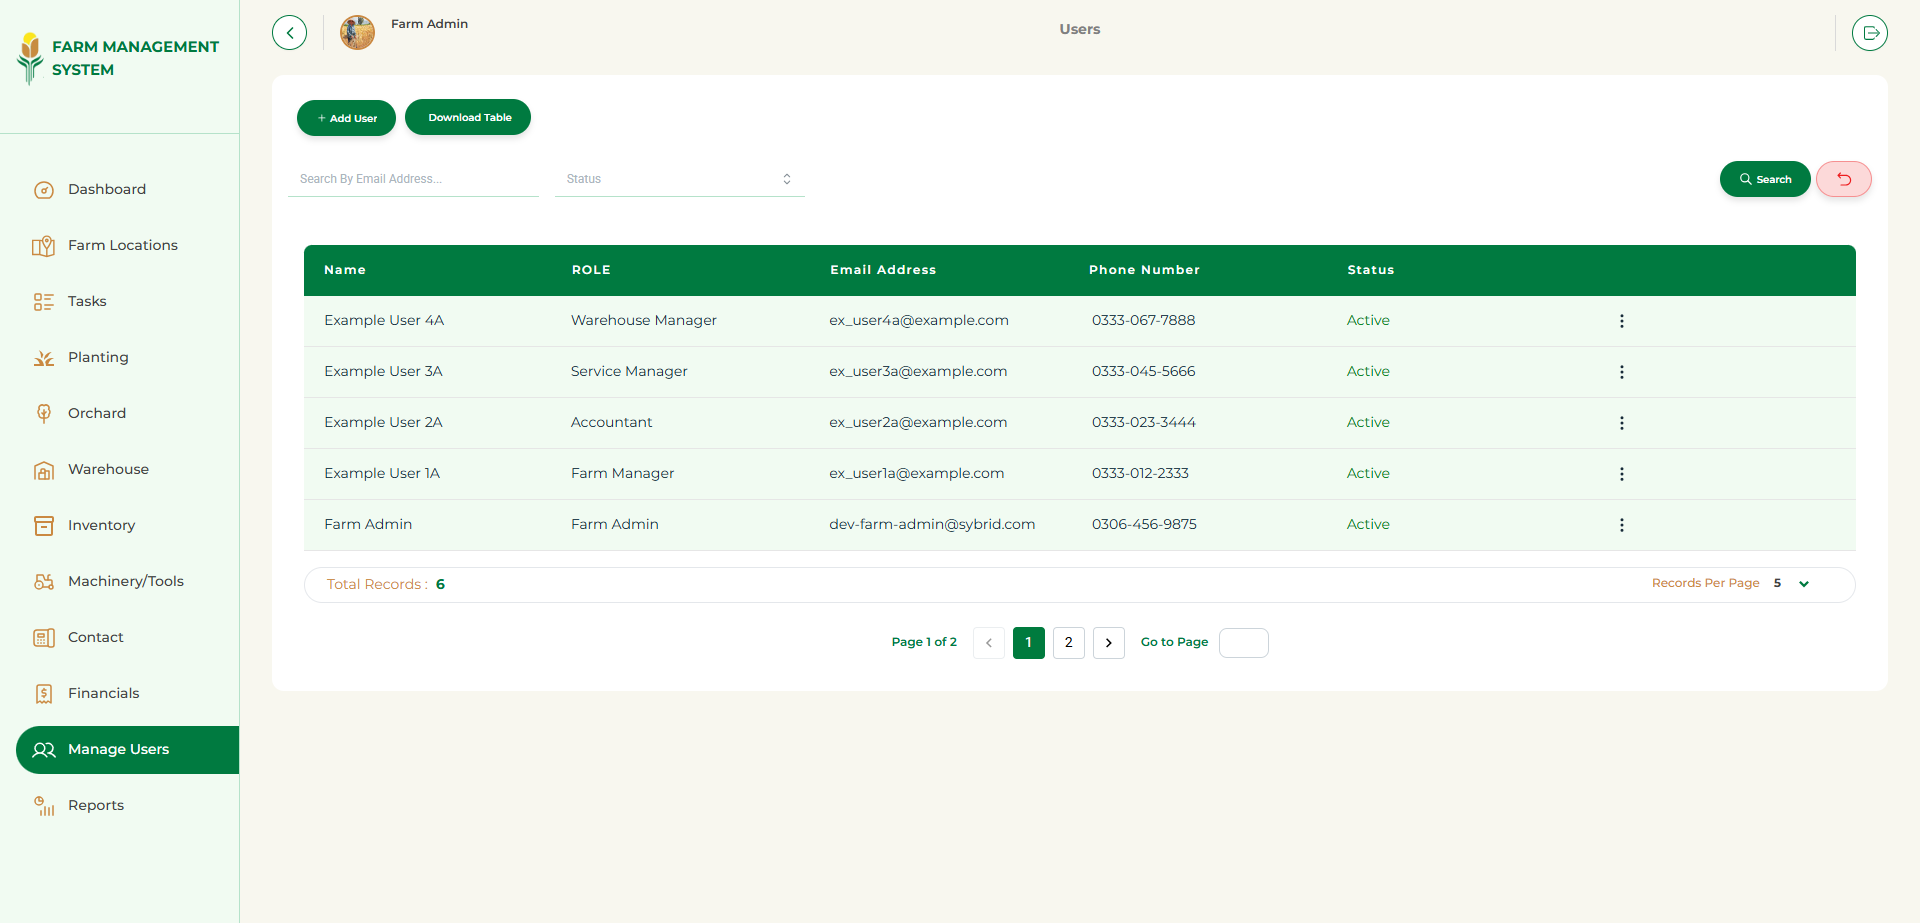 FARM MANAGEMENT
SYSTEM
Farm Admin
Users
+ Add User
Download Table
Search By Email Address...
Status
Search
Dashboard
Farm Locations
Tasks
Planting
Orchard
Warehouse
Inventory
Machinery/Tools
Contact
Financials
Manage Users
Reports
Name ROLE Email Address Phone Number Status
Example User 4A Warehouse Manager ex_user4a@example.com 0333-067-7888 Active
Example User 3A Service Manager ex_user3a@example.com 0333-045-5666 Active
Example User 2A Accountant ex_user2a@example.com 0333-023-3444 Active
Example User 1A Farm Manager ex_user1a@example.com 0333-012-2333 Active
Farm Admin Farm Admin dev-farm-admin@sybrid.com 0306-456-9875 Active
Total Records : 6
Records Per Page 5
Page 1 of 2 1 2 Go to Page